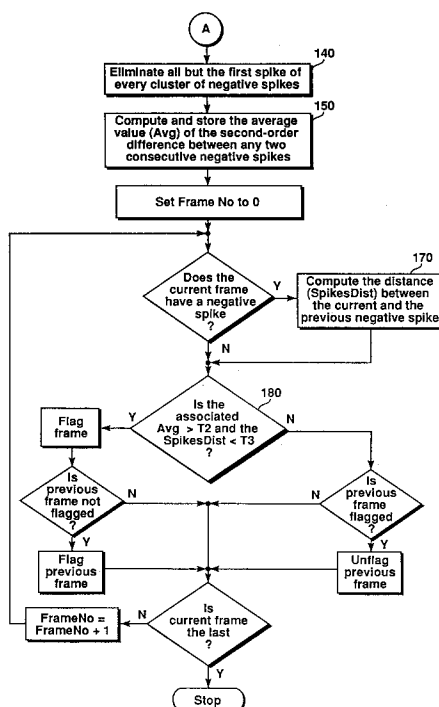 A
140
Eliminate all but the first spike of
every cluster of negative spikes
150
Compute and store the average
value (Avg) of the second-order
difference between any two
consecutive negative spikes
Set Frame No to 0
170
Does the
current frame
have a negative
spike
?
Y
Compute the distance
(SpikesDist) between
the current and the
previous negative spike
N
180
Is the
associated
Avg > T2 and the
SpikesDist < T3
?
Y
N
Flag
frame
Is
previous
frame not
flagged
?
N
Y
N
Is
previous
frame
flagged
?
Y
Flag
previous
frame
Unflag
previous
frame
FrameNo =
FrameNo + 1
N
Is
current frame
the last
?
Y
Stop